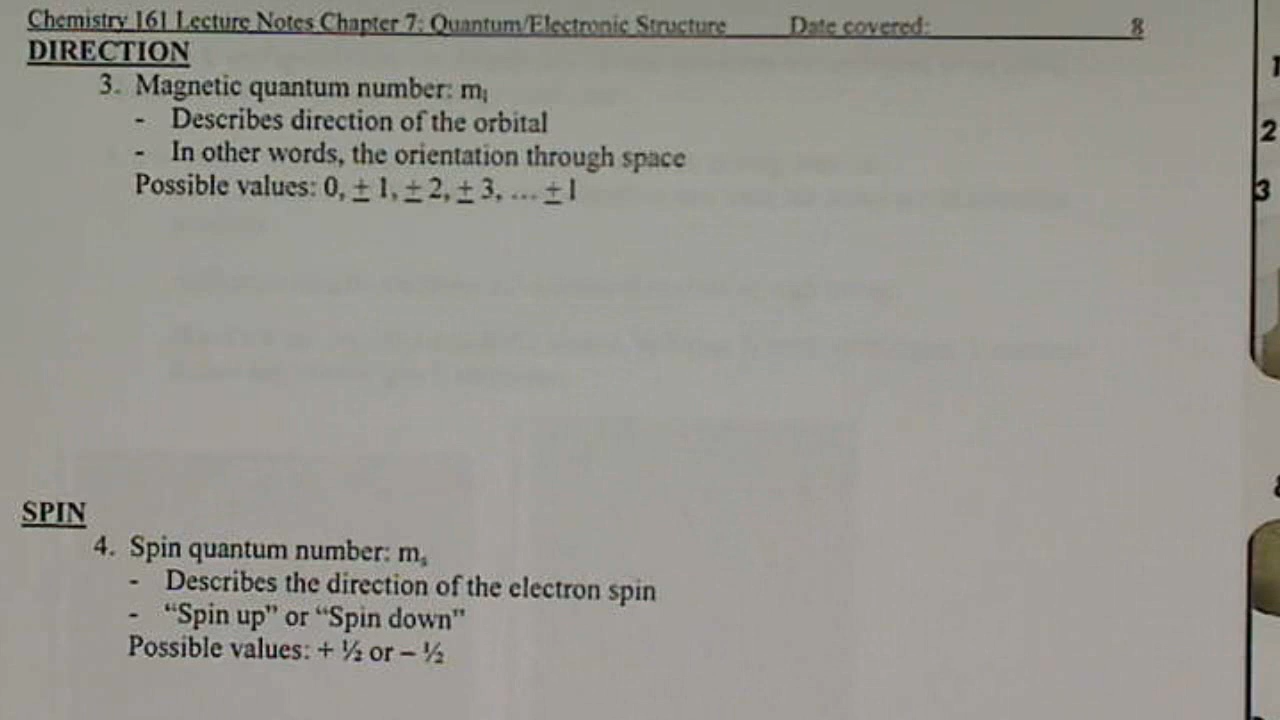 Chemistry 161 Lecture Notes Chapter 7: Quantum/Electronic Structure Date covered: 8
DIRECTION
3. Magnetic quantum number: mₗ
- Describes direction of the orbital
- In other words, the orientation through space
Possible values: 0, ± 1, ± 2, ± 3, ... ± l
SPIN
4. Spin quantum number: mₛ
- Describes the direction of the electron spin
- “Spin up” or “Spin down”
Possible values: + ½ or – ½
1
2
3